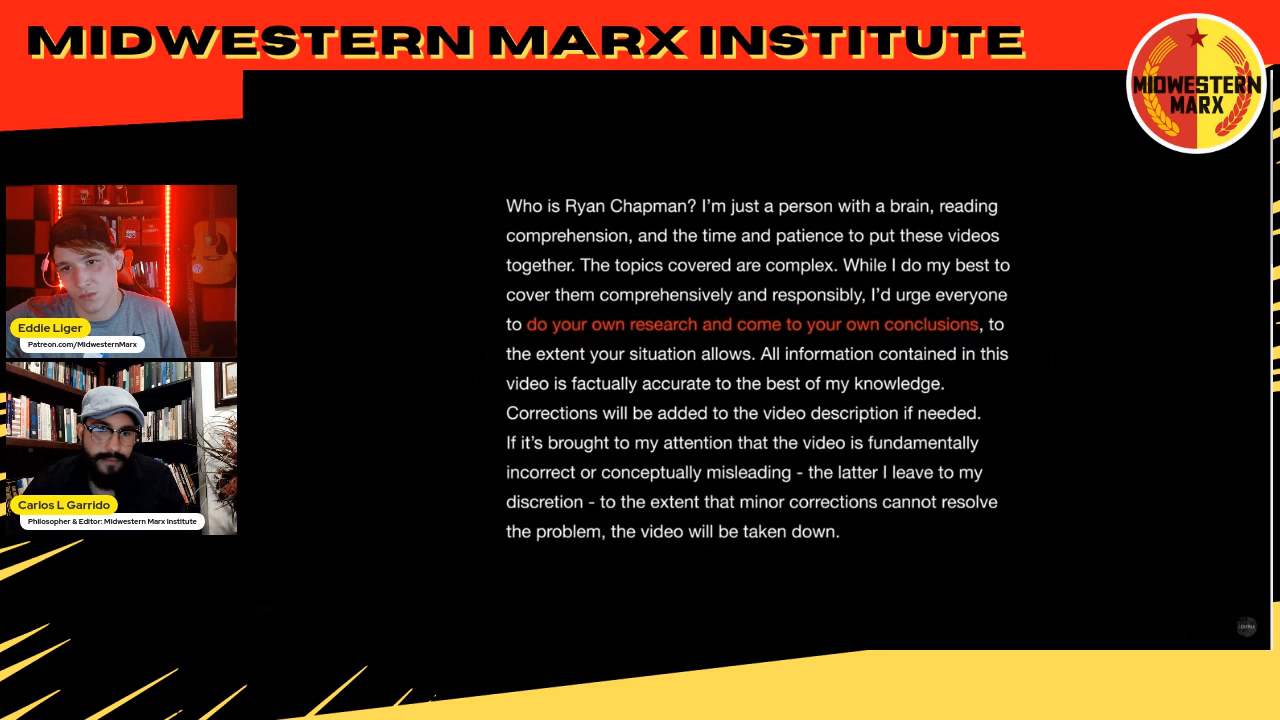 MIDWESTERN MARX INSTITUTE
MIDWESTERN
MARX
Who is Ryan Chapman? I'm just a person with a brain, reading
comprehension, and the time and patience to put these videos
together. The topics covered are complex. While I do my best to
cover them comprehensively and responsibly, I'd urge everyone
to do your own research and come to your own conclusions, to
the extent your situation allows. All information contained in this
video is factually accurate to the best of my knowledge.
Corrections will be added to the video description if needed.
If it's brought to my attention that the video is fundamentally
incorrect or conceptually misleading - the latter I leave to my
discretion - to the extent that minor corrections cannot resolve
the problem, the video will be taken down.
Eddie Liger
Patreon.com/MidwesternMarx
Carlos L Garrido
Philosopher & Editor: Midwestern Marx Institute